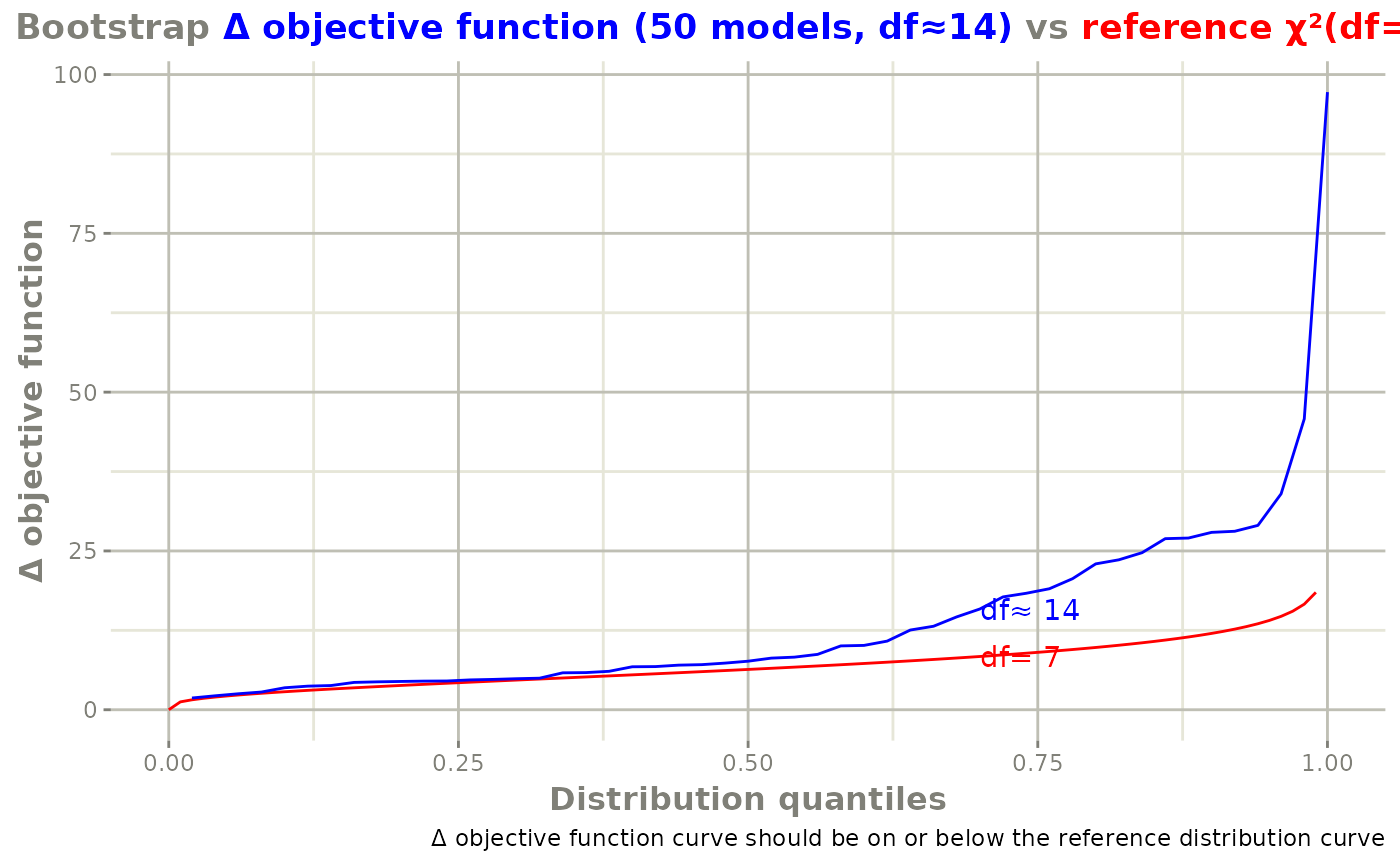 Bootstrap Δ objective function (50 models, df≈14) vs reference χ²(df=
100
75
50
25
0
Δ objective function
df≈ 14
df= 7
0.00 0.25 0.50 0.75 1.00
Distribution quantiles
Δ objective function curve should be on or below the reference distribution curve